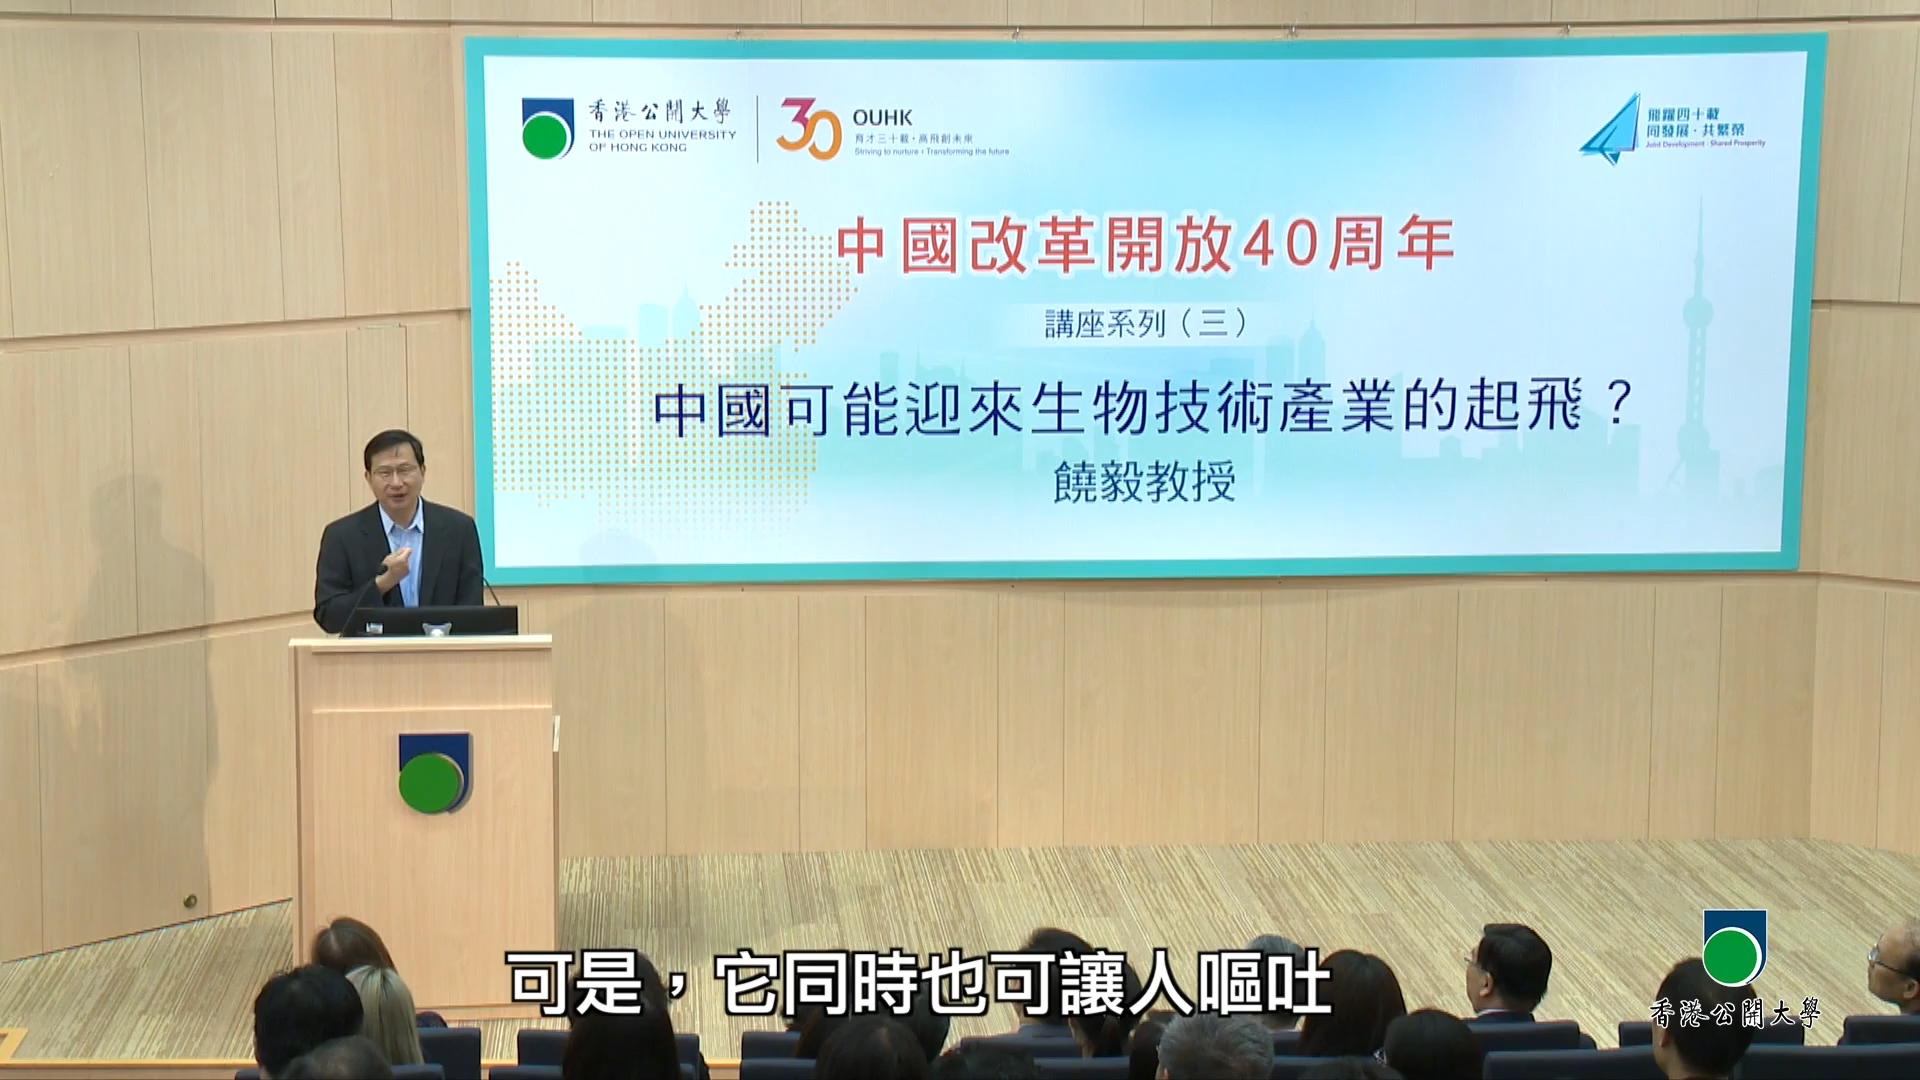 香港公開大學
THE OPEN UNIVERSITY
OF HONG KONG
30
OUHK
育才三十載·高飛創未來
Striving to nurture · Transforming the future
飛躍四十載
同發展·共繁榮
Joint Development · Shared Prosperity
中國改革開放40周年
講座系列（三）
中國可能迎來生物技術產業的起飛？
饒毅教授
可是，它同時也可讓人嘔吐
香港公開大學